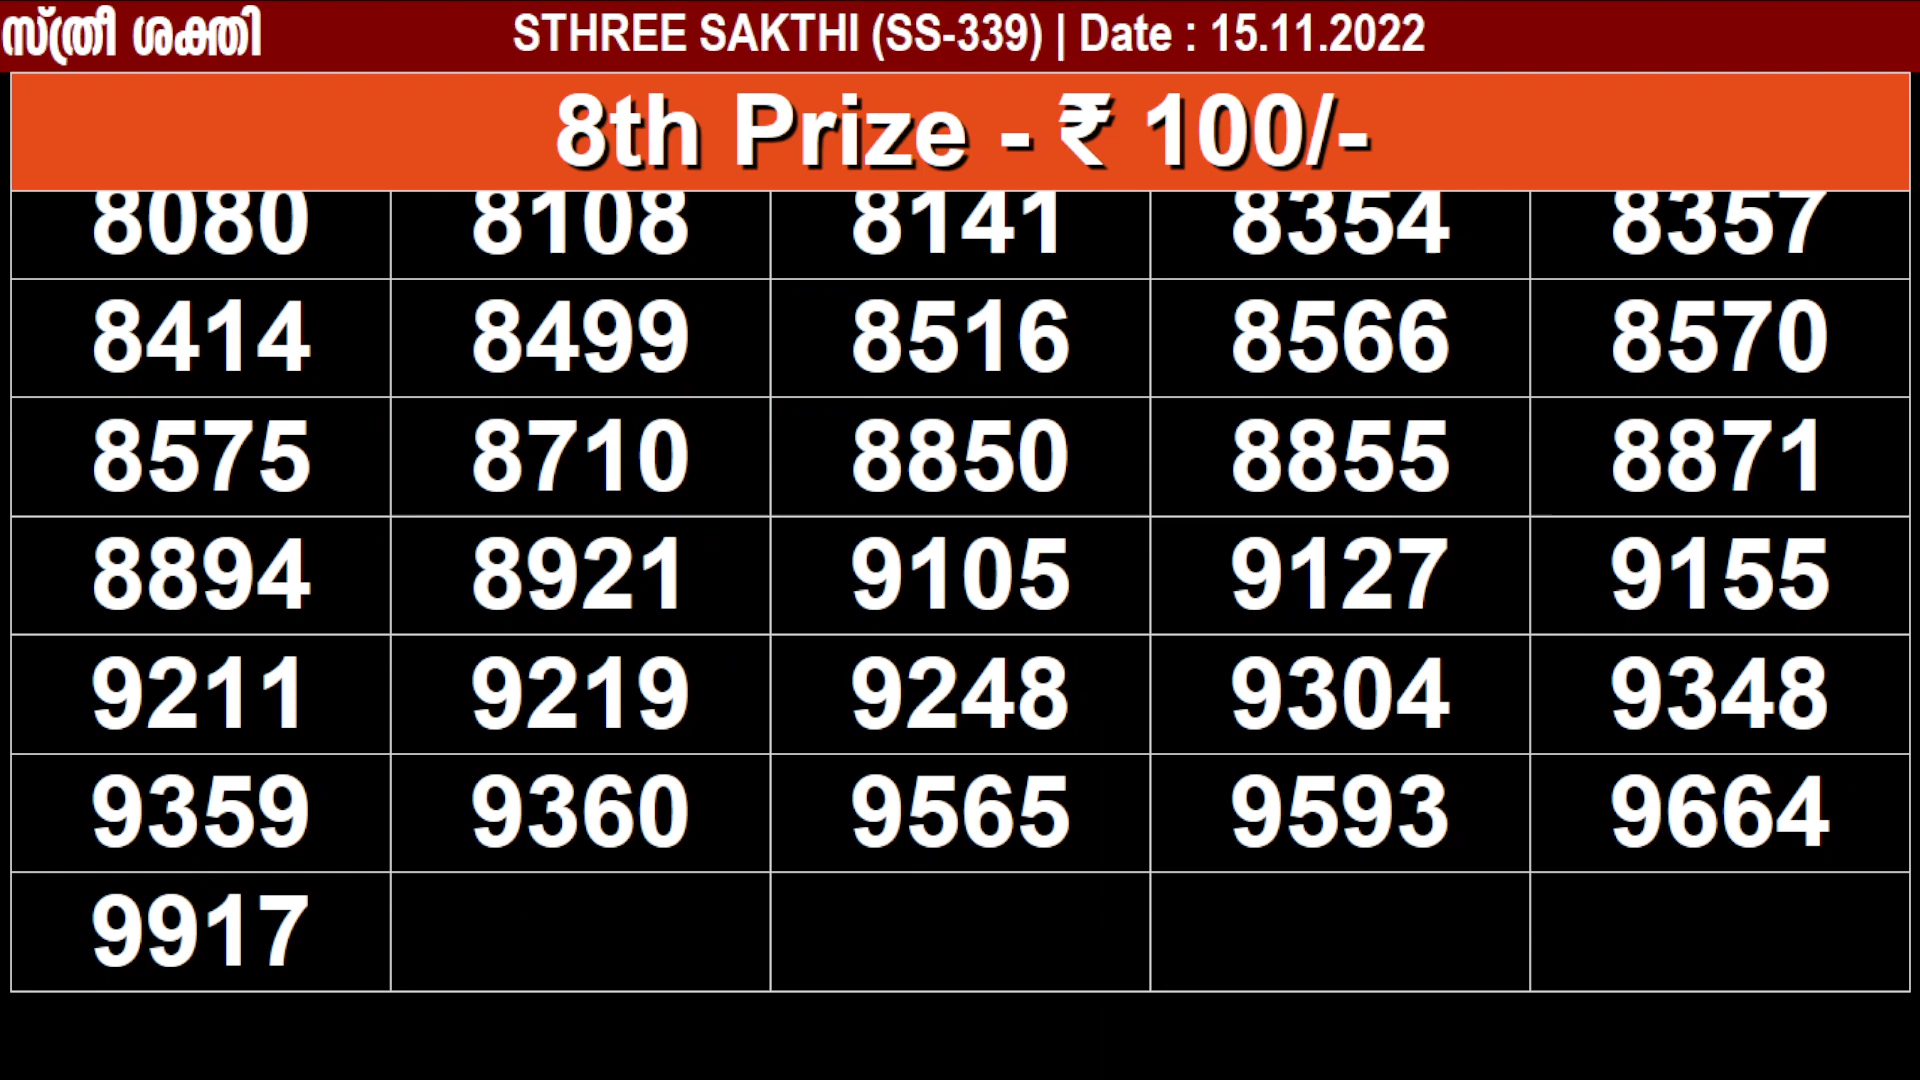 സ്ത്രീ ശക്തി STHREE SAKTHI (SS-339) | Date : 15.11.2022
8th Prize - ₹ 100/-
8080 8108 8141 8354 8357
8414 8499 8516 8566 8570
8575 8710 8850 8855 8871
8894 8921 9105 9127 9155
9211 9219 9248 9304 9348
9359 9360 9565 9593 9664
9917